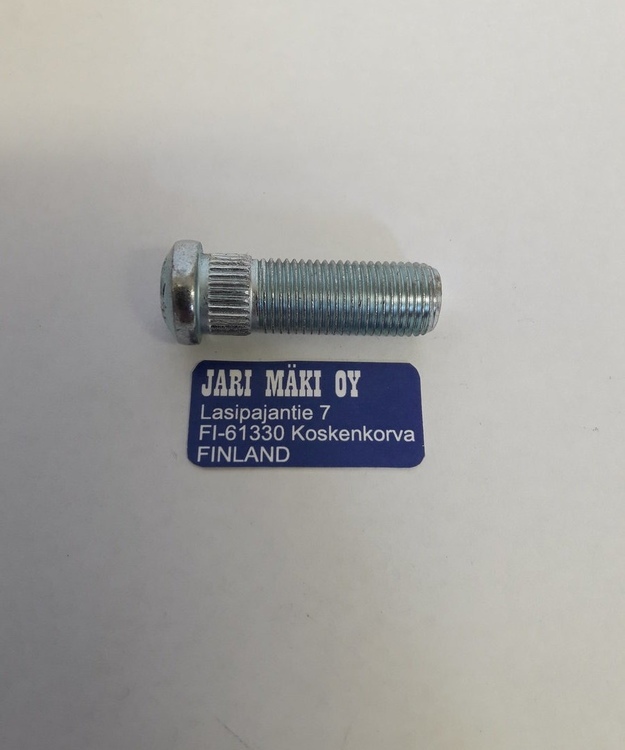 JARI MÄKI OY
Lasipajantie 7
FI-61330 Koskenkorva
FINLAND